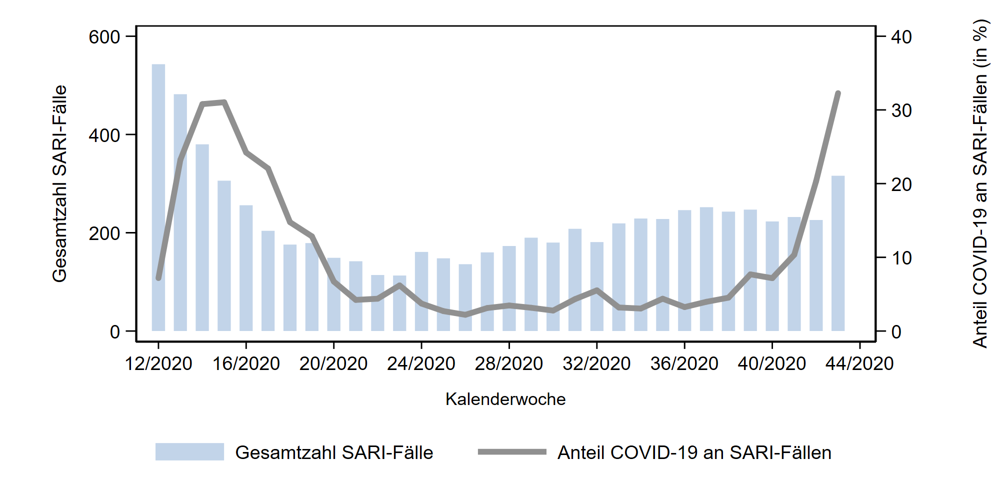 600
400
200
0
Gesamtzahl SARI-Fälle
40
30
20
10
0
Anteil COVID-19 an SARI-Fällen (in %)
12/2020 16/2020 20/2020 24/2020 28/2020 32/2020 36/2020 40/2020 44/2020
Kalenderwoche
Gesamtzahl SARI-Fälle Anteil COVID-19 an SARI-Fällen